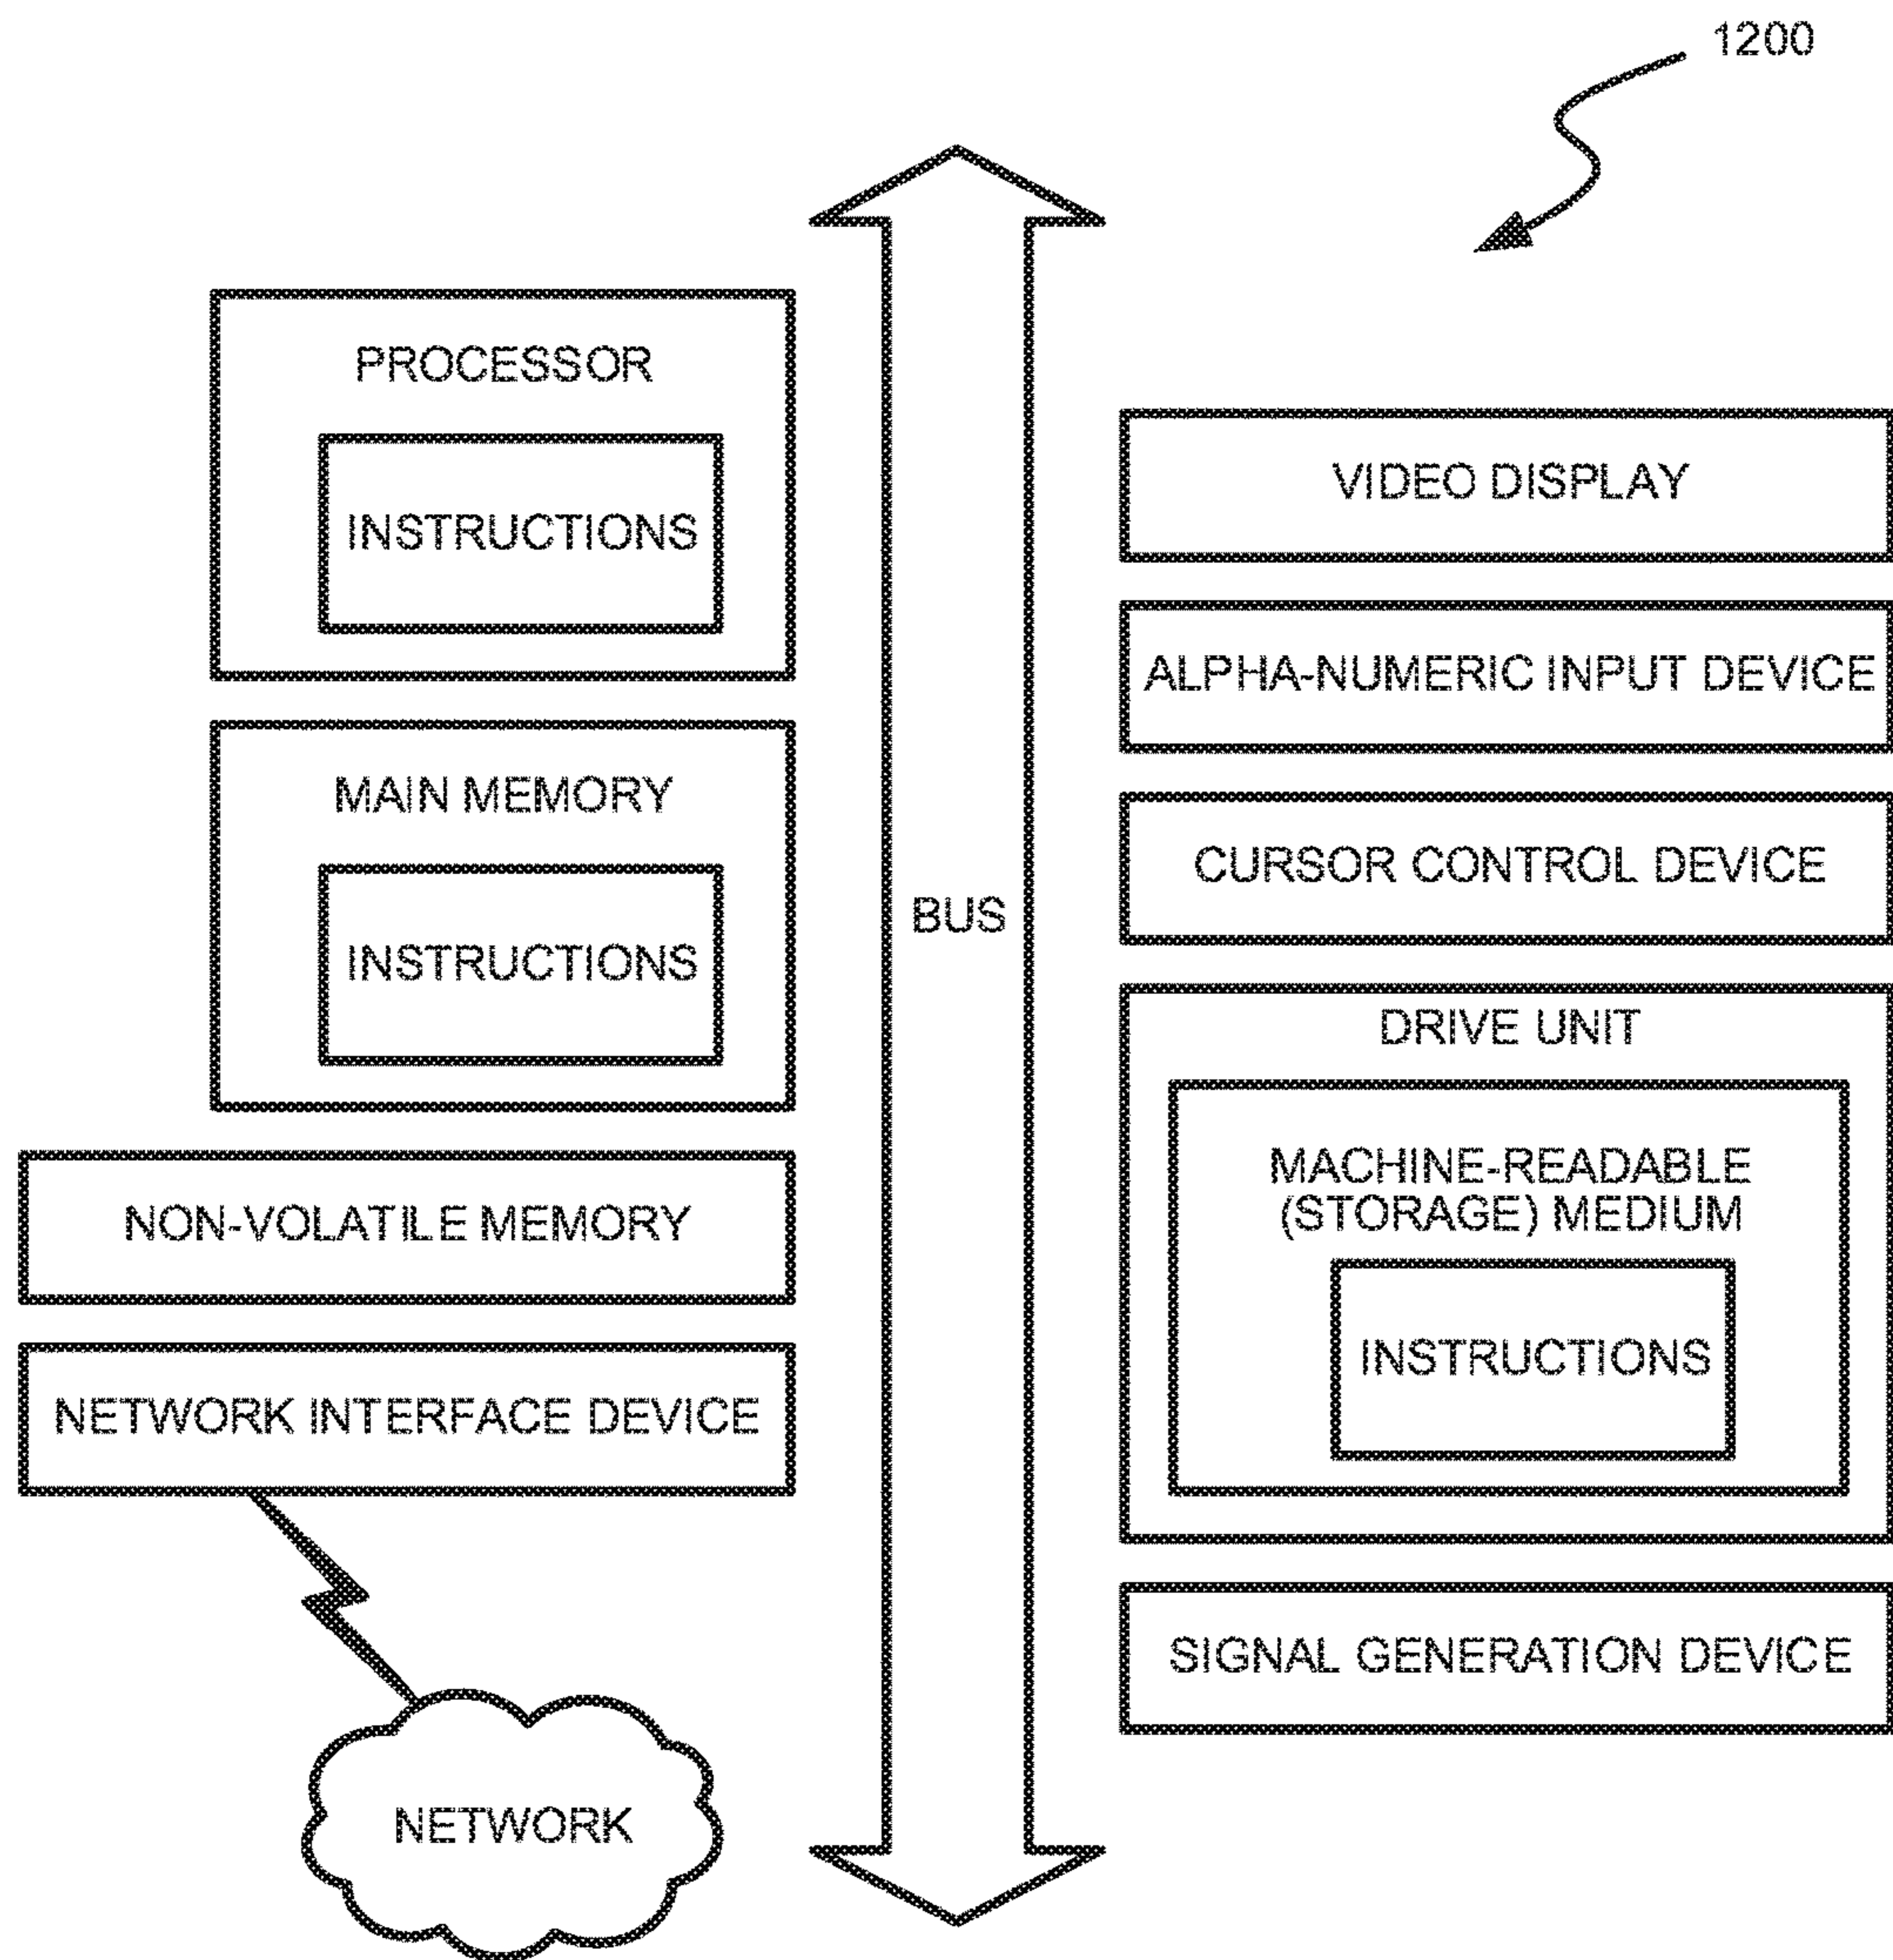 1200
PROCESSOR
INSTRUCTIONS
MAIN MEMORY
INSTRUCTIONS
NON-VOLATILE MEMORY
NETWORK INTERFACE DEVICE
NETWORK
BUS
VIDEO DISPLAY
ALPHA-NUMERIC INPUT DEVICE
CURSOR CONTROL DEVICE
DRIVE UNIT
MACHINE-READABLE
(STORAGE) MEDIUM
INSTRUCTIONS
SIGNAL GENERATION DEVICE